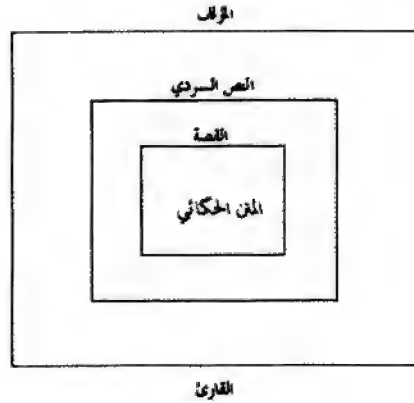 المؤلف
النص السردي
القصة
المتن الحكائي
القارئ